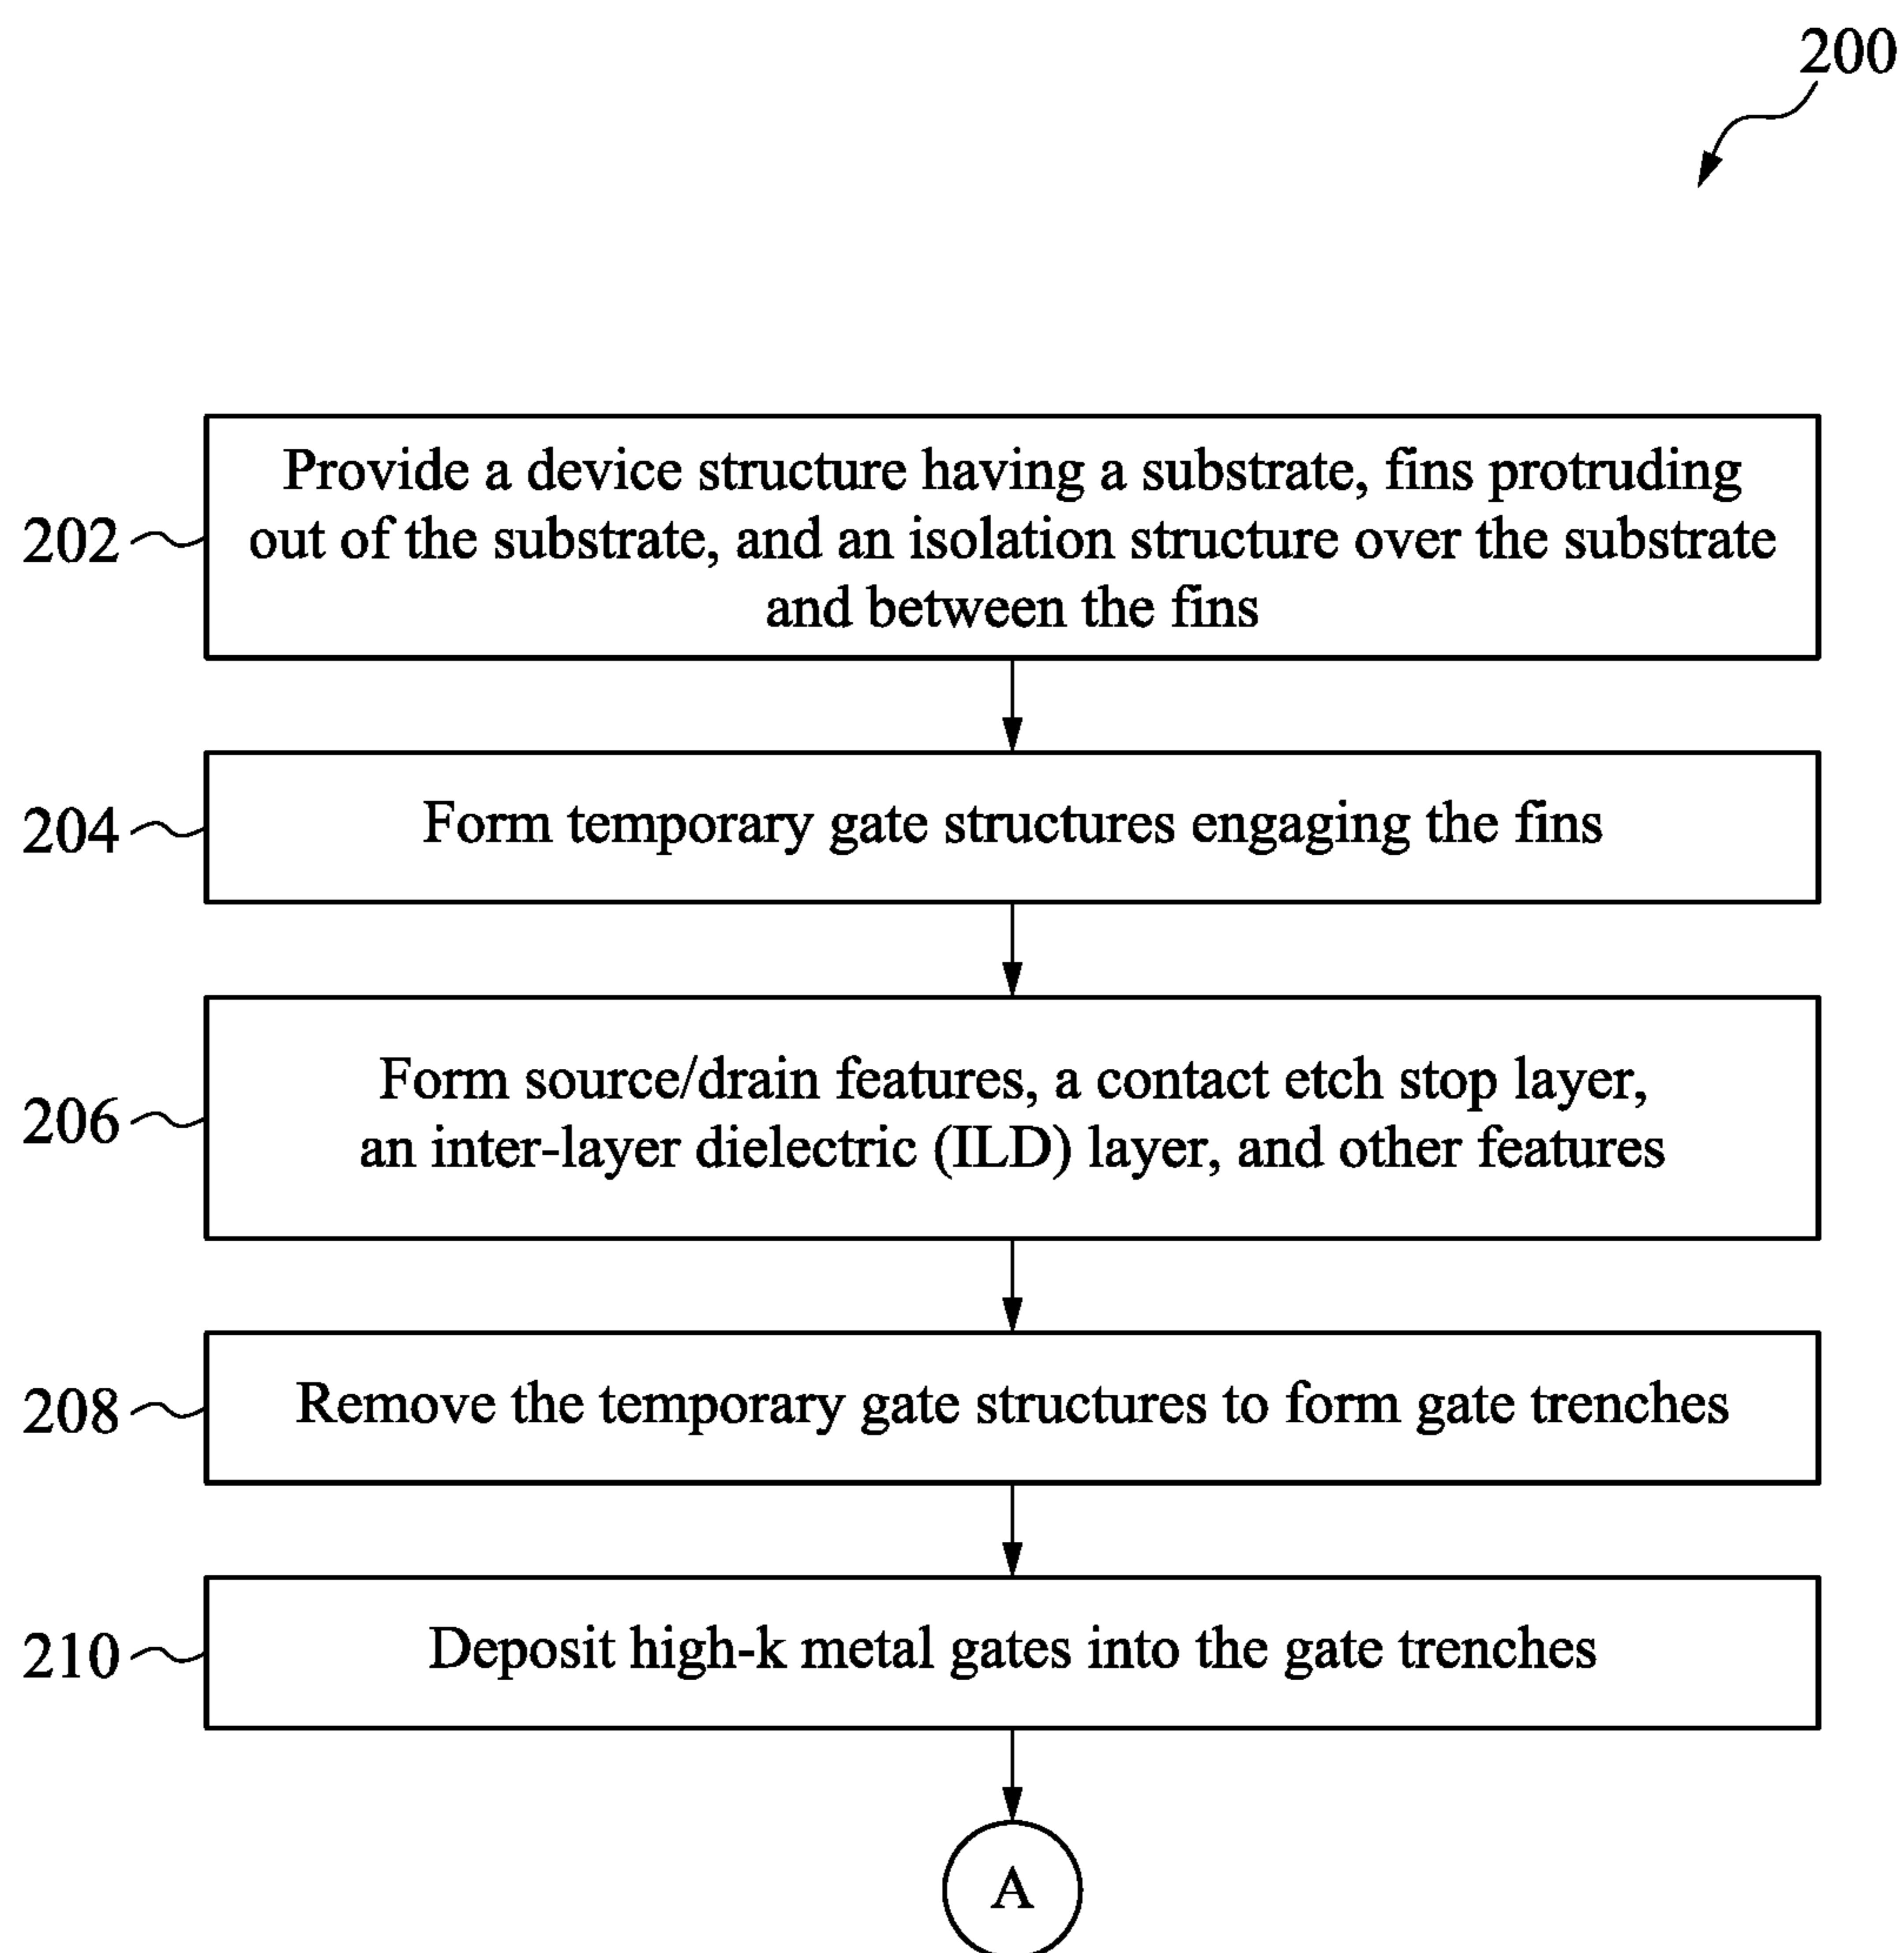 200
202
Provide a device structure having a substrate, fins protruding
out of the substrate, and an isolation structure over the substrate
and between the fins
204
Form temporary gate structures engaging the fins
206
Form source/drain features, a contact etch stop layer,
an inter-layer dielectric (ILD) layer, and other features
208
Remove the temporary gate structures to form gate trenches
210
Deposit high-k metal gates into the gate trenches
A